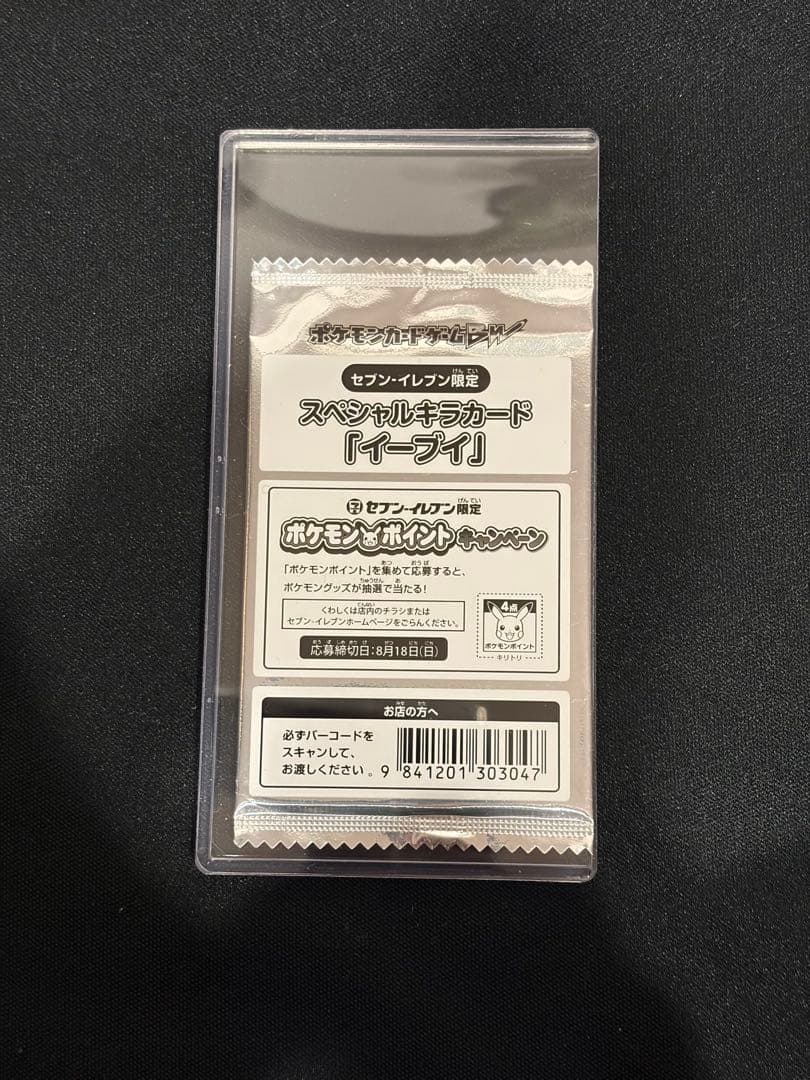 ポケモンカードゲームBW
セブン-イレブン限定
スペシャルキラカード
「イーブイ」
セブン-イレブン限定
ポケモンポイントキャンペーン
「ポケモンポイント」を集めて応募すると、
ポケモングッズが抽選で当たる!
くわしくは店内のチラシまたは
セブン-イレブンホームページをごらんください。
応募締切日:8月18日(日)
4点
ポケモンポイント
キリトリ
お店の方へ
必ずバーコードを
スキャンして、
お渡しください。
9 841201 303047